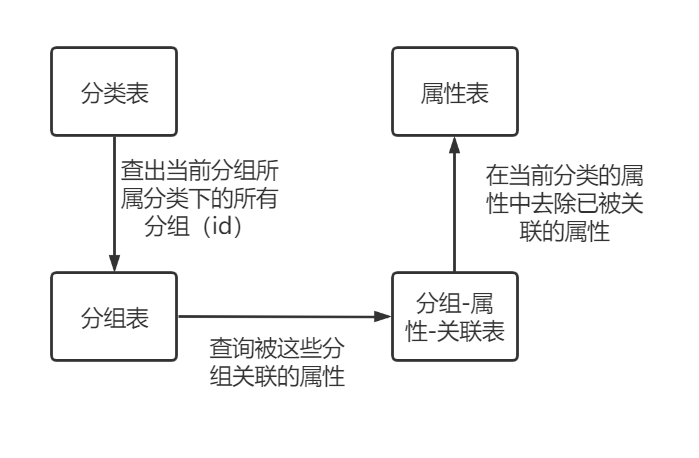 分类表
属性表
查出当前分组所
属分类下的所有
分组（id）
在当前分类的属
性中去除已被关
联的属性
分组表
分组-属
性-关联表
查询被这些分
组关联的属性